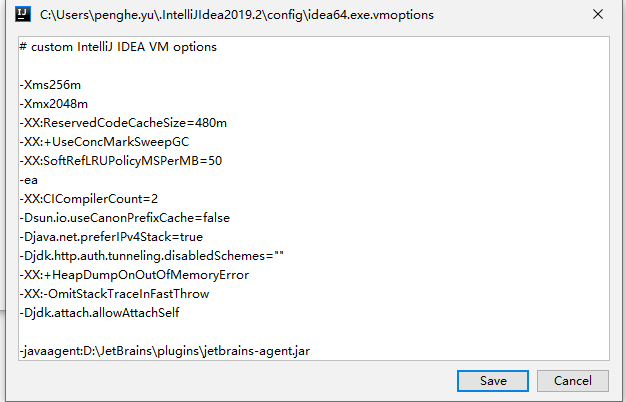 C:\Users\penghe.yu\.IntelliJIdea2019.2\config\idea64.exe.vmoptions
# custom IntelliJ IDEA VM options
-Xms256m
-Xmx2048m
-XX:ReservedCodeCacheSize=480m
-XX:+UseConcMarkSweepGC
-XX:SoftRefLRUPolicyMSPerMB=50
-ea
-XX:CICompilerCount=2
-Dsun.io.useCanonPrefixCache=false
-Djava.net.preferIPv4Stack=true
-Djdk.http.auth.tunneling.disabledSchemes=""
-XX:+HeapDumpOnOutOfMemoryError
-XX:-OmitStackTraceInFastThrow
-Djdk.attach.allowAttachSelf
-javaagent:D:\JetBrains\plugins\jetbrains-agent.jar
Save Cancel